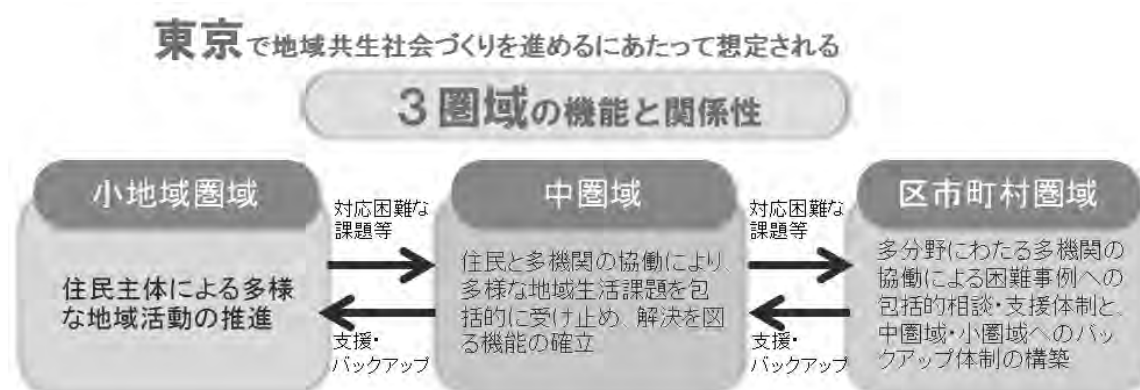 東京で地域共生社会づくりを進めるにあたって想定される
3圏域の機能と関係性
小地域圏域
住民主体による多様
な地域活動の推進
対応困難な
課題等
支援・
バックアップ
中圏域
住民と多機関の協働により
多様な地域生活課題を包
括的に受け止め、解決を図
る機能の確立
対応困難な
課題等
支援・
バックアップ
区市町村圏域
多分野にわたる多機関の
協働による困難事例への
包括的相談・支援体制と、
中圏域・小圏域へのバッ
クアップ体制の構築